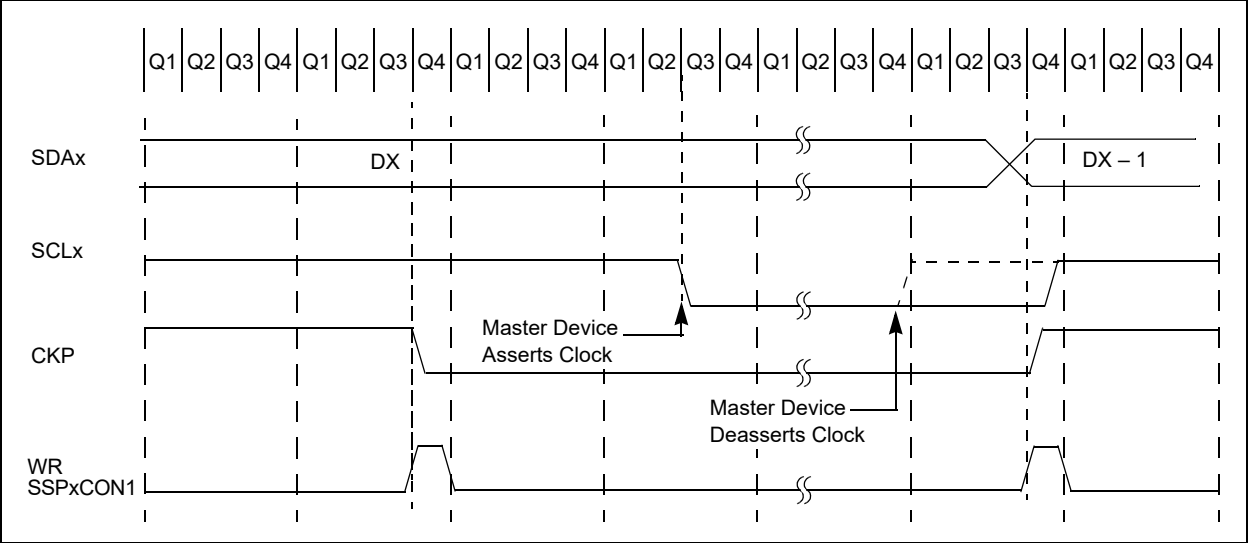 Q1 Q2 Q3 Q4 Q1 Q2 Q3 Q4 Q1 Q2 Q3 Q4 Q1 Q2 Q3 Q4 Q1 Q2 Q3 Q4 Q1 Q2 Q3 Q4 Q1 Q2 Q3 Q4
SDAx
DX
DX – 1
SCLx
Master Device
Asserts Clock
CKP
Master Device
Deasserts Clock
WR
SSPxCON1